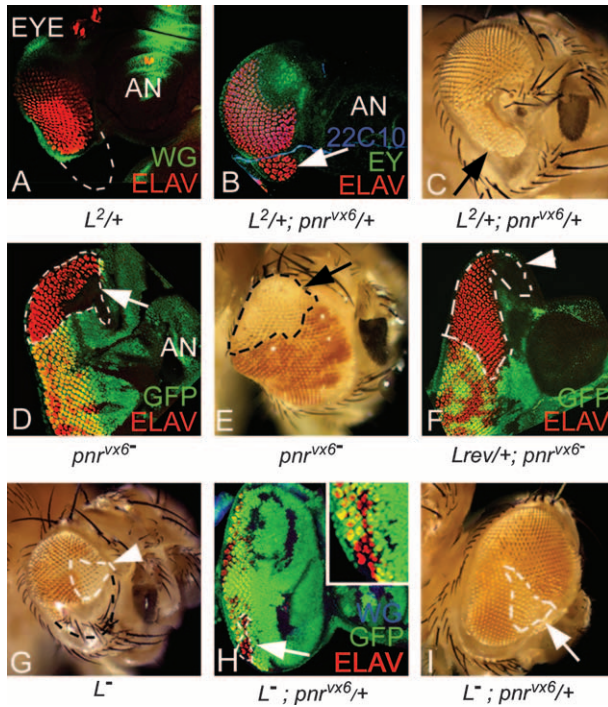 EYE
AN
WG
A
ELAV
L²/+
AN
22C10
EY
B
ELAV
L²/+; pnrᵛˣ⁶/+
C
L²/+; pnrᵛˣ⁶/+
AN
GFP
D
ELAV
pnrᵛˣ⁶⁻
E
pnrᵛˣ⁶⁻
GFP
F
ELAV
Lrev/+; pnrᵛˣ⁶⁻
G
L⁻
WG
GFP
H
ELAV
L⁻ ; pnrᵛˣ⁶/+
I
L⁻ ; pnrᵛˣ⁶/+